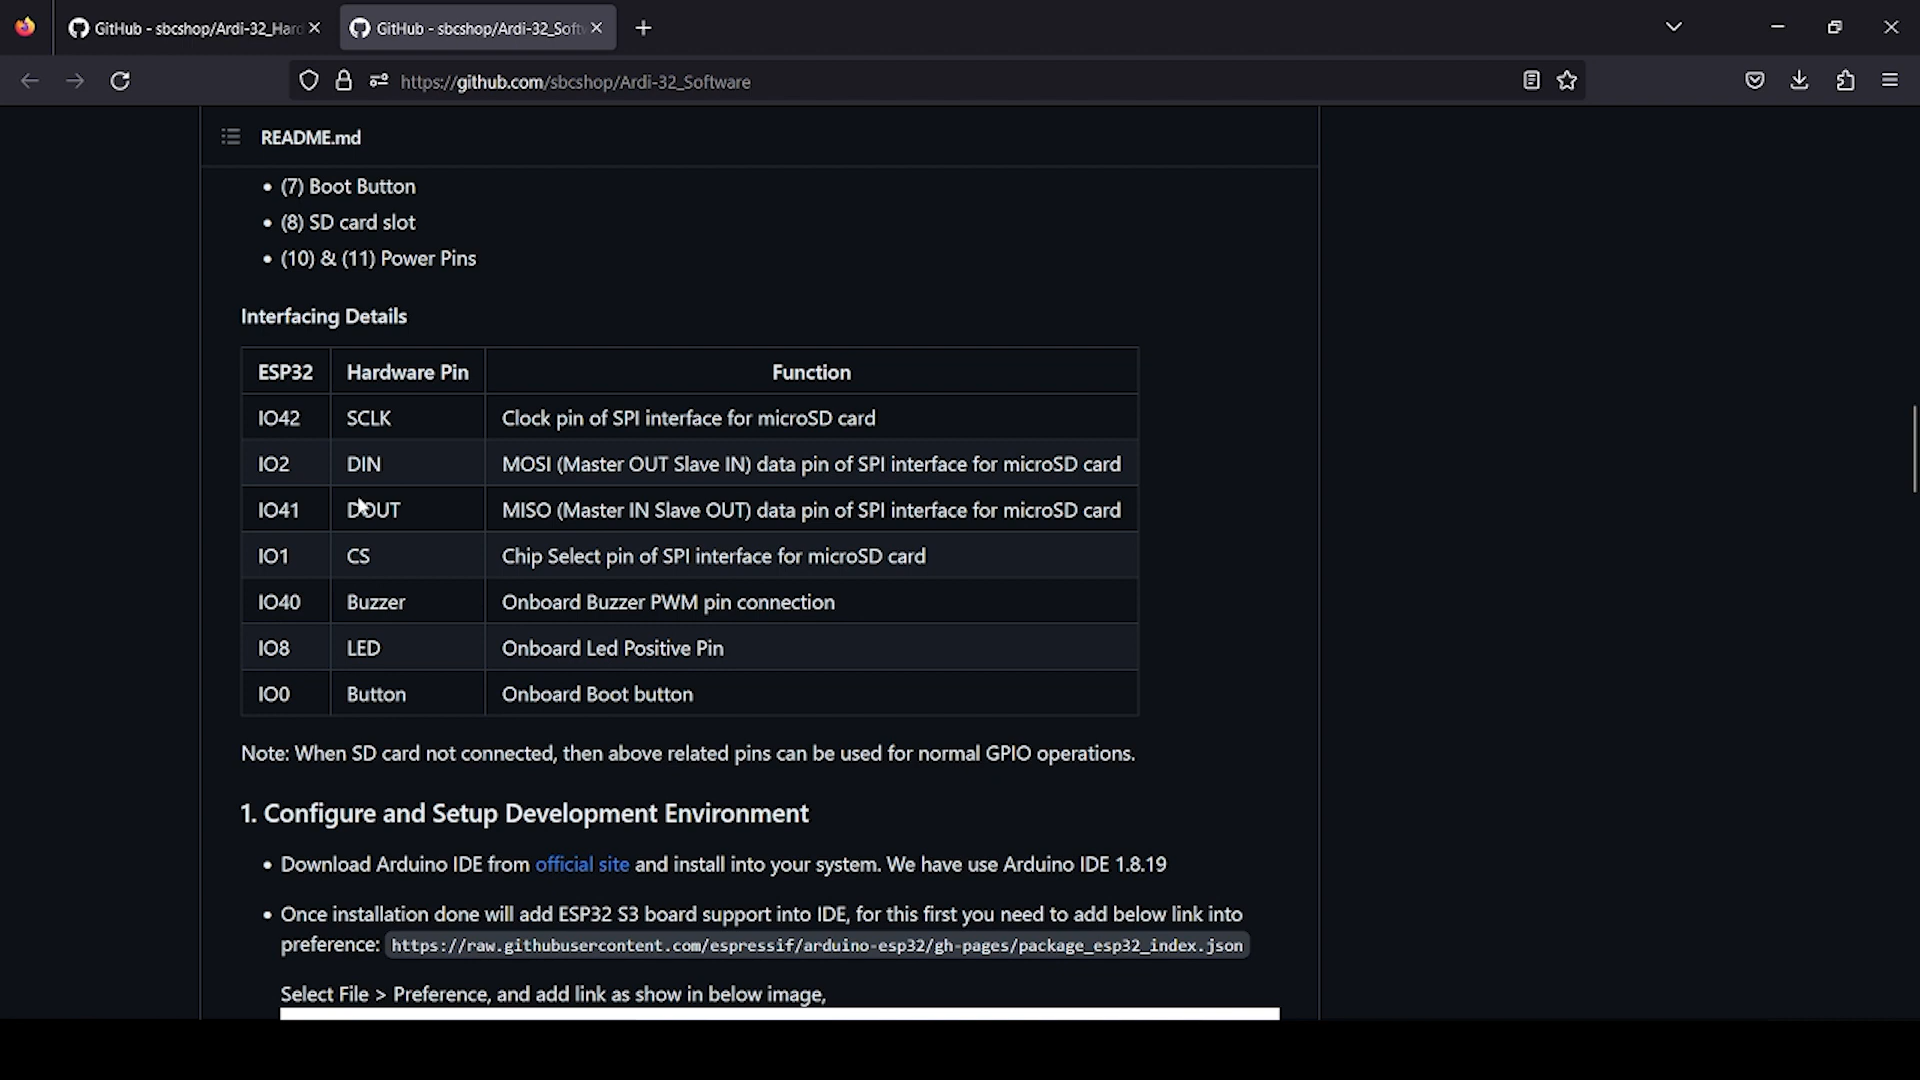 GitHub - sbcshop/Ardi-32_Hard
GitHub - sbcshop/Ardi-32_Soft
https://github.com/sbcshop/Ardi-32_Software
README.md
(7) Boot Button
(8) SD card slot
(10) & (11) Power Pins
Interfacing Details
ESP32 Hardware Pin Function
IO42 SCLK Clock pin of SPI interface for microSD card
IO2 DIN MOSI (Master OUT Slave IN) data pin of SPI interface for microSD card
IO41 DOUT MISO (Master IN Slave OUT) data pin of SPI interface for microSD card
IO1 CS Chip Select pin of SPI interface for microSD card
IO40 Buzzer Onboard Buzzer PWM pin connection
IO8 LED Onboard Led Positive Pin
IO0 Button Onboard Boot button
Note: When SD card not connected, then above related pins can be used for normal GPIO operations.
1. Configure and Setup Development Environment
Download Arduino IDE from official site and install into your system. We have use Arduino IDE 1.8.19
Once installation done will add ESP32 S3 board support into IDE, for this first you need to add below link into
preference: https://raw.githubusercontent.com/espressif/arduino-esp32/gh-pages/package_esp32_index.json
Select File > Preference, and add link as show in below image,